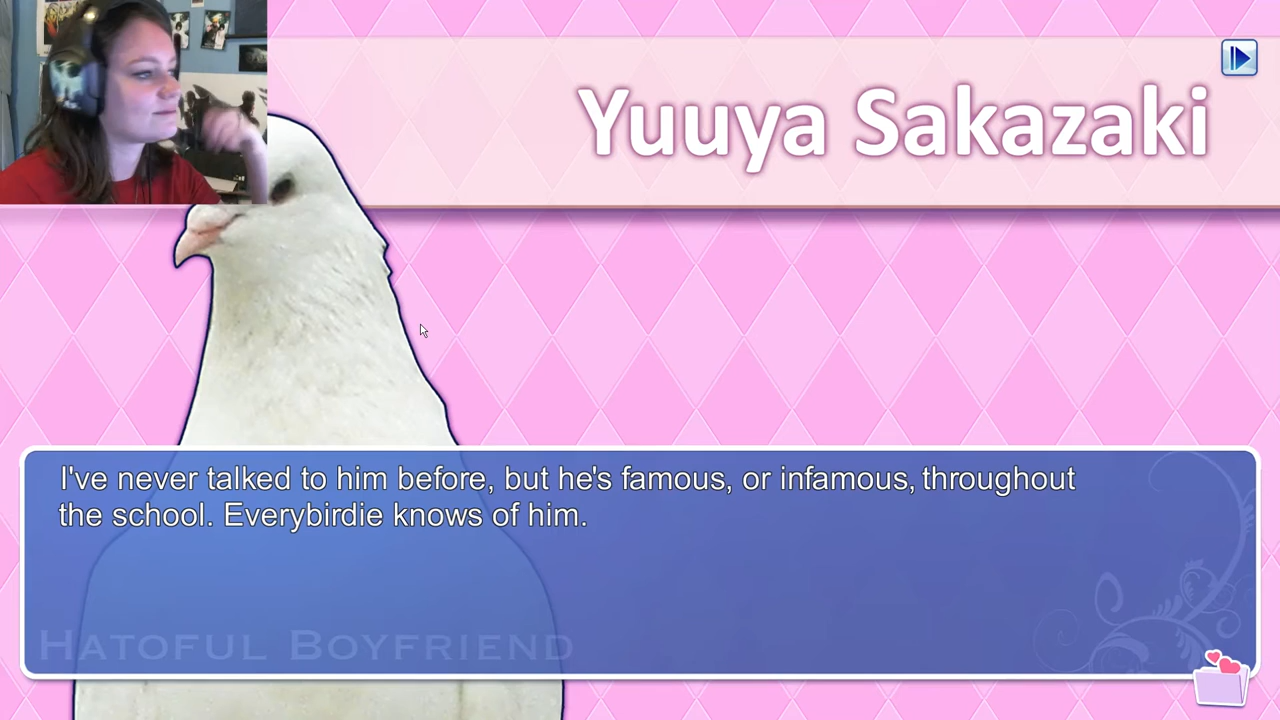 Yuuya Sakazaki
I've never talked to him before, but he's famous, or infamous, throughout
the school. Everybirdie knows of him.
HATOFUL BOYFRIEND